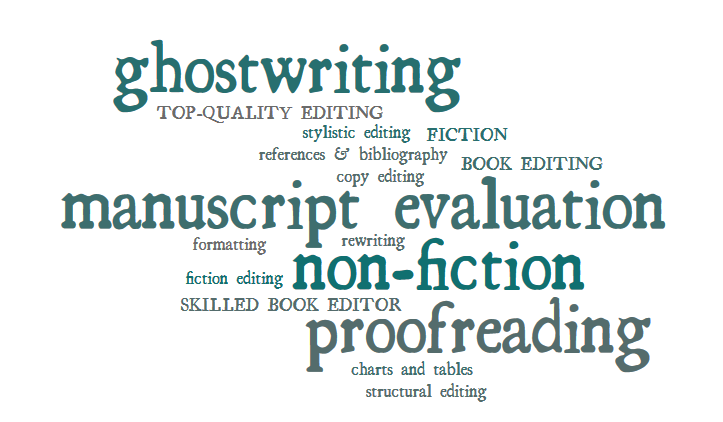 ghostwriting
TOP-QUALITY EDITING
stylistic editing FICTION
references & bibliography
BOOK EDITING
copy editing
manuscript evaluation
formatting
rewriting
non-fiction
fiction editing
SKILLED BOOK EDITOR
proofreading
charts and tables
structural editing